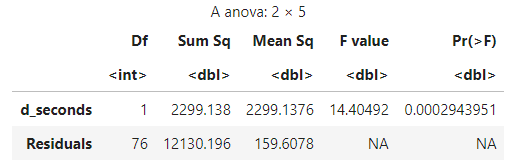 A anova: 2 × 5
Df Sum Sq Mean Sq F value Pr(>F)
<int> <dbl> <dbl> <dbl> <dbl>
d_seconds 1 2299.138 2299.1376 14.40492 0.0002943951
Residuals 76 12130.196 159.6078 NA NA